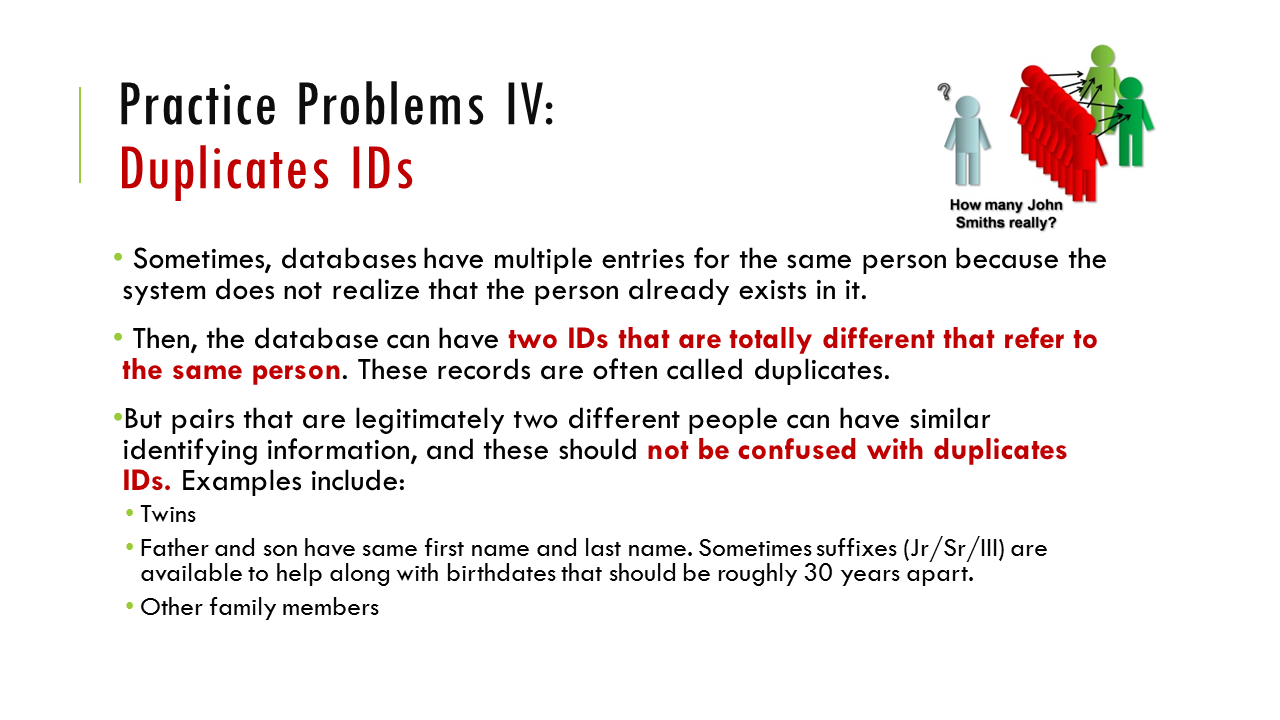 Practice Problems IV:
Duplicates IDs
?
How many John
Smiths really?
• Sometimes, databases have multiple entries for the same person because the
system does not realize that the person already exists in it.
• Then, the database can have two IDs that are totally different that refer to
the same person. These records are often called duplicates.
•But pairs that are legitimately two different people can have similar
identifying information, and these should not be confused with duplicates
IDs. Examples include:
• Twins
• Father and son have same first name and last name. Sometimes suffixes (Jr/Sr/III) are
available to help along with birthdates that should be roughly 30 years apart.
• Other family members